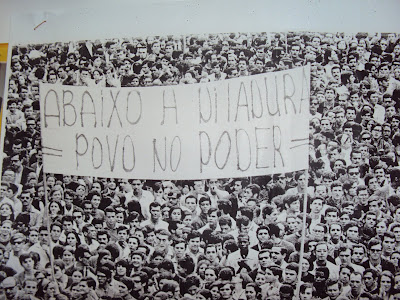 ABAIXO A DITADURA
= POVO NO PODER =